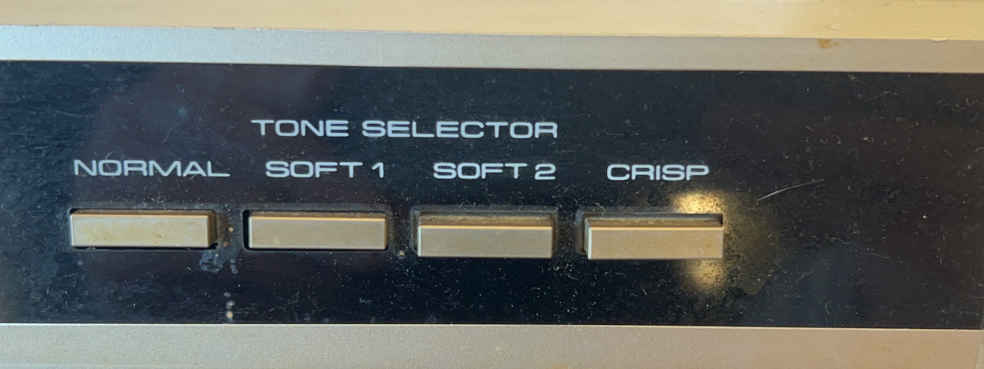 TONE SELECTOR
NORMAL SOFT 1 SOFT 2 CRISP